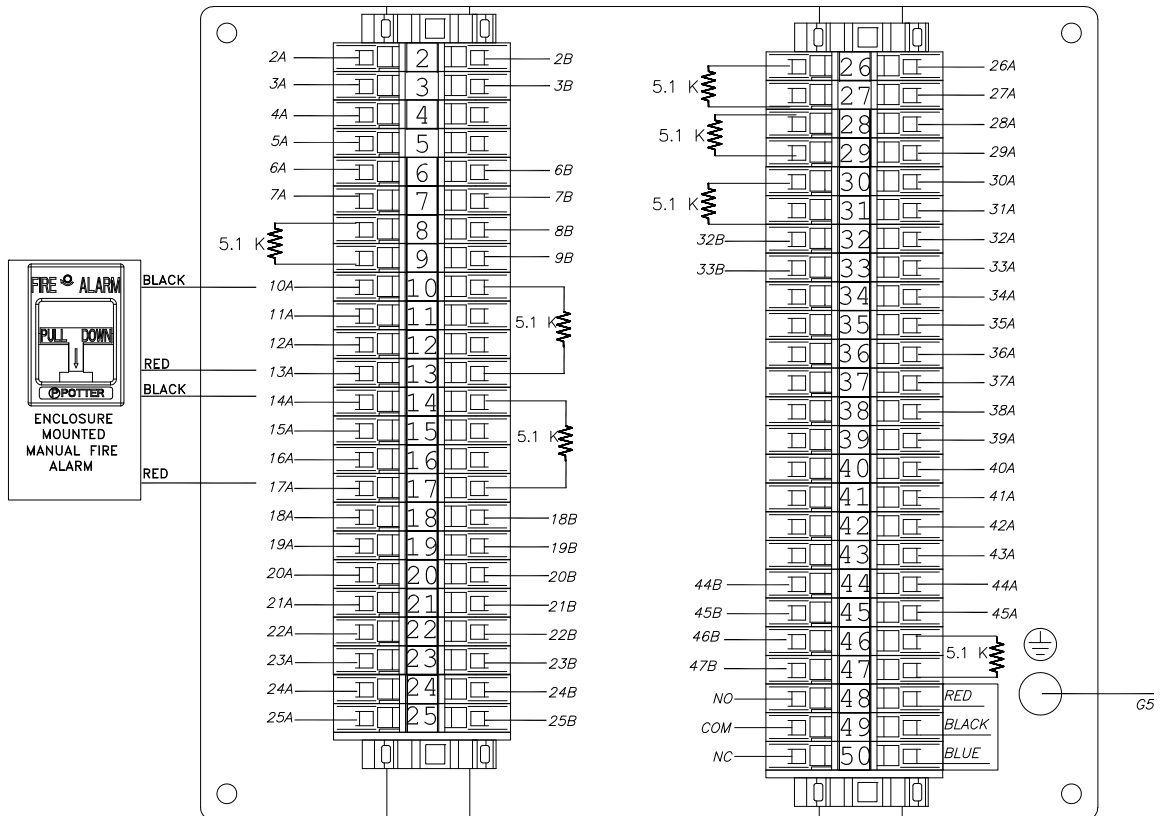 2A 2 2B
3A 3 3B
4A 4
5A 5
6A 6 6B
7A 7 7B
8 8B
5.1 K
9 9B
BLACK 10A 10
11A 11
5.1 K
12A 12
RED 13A 13
BLACK 14A 14
15A 15
5.1 K
16A 16
RED 17A 17
18A 18 18B
19A 19 19B
20A 20 20B
21A 21 21B
22A 22 22B
23A 23 23B
24A 24 24B
25A 25 25B
FIRE ALARM
PULL DOWN
POTTER
ENCLOSURE
MOUNTED
MANUAL FIRE
ALARM
26 26A
5.1 K
27 27A
28 28A
5.1 K
29 29A
30 30A
5.1 K
31 31A
32B 32 32A
33B 33 33A
34 34A
35 35A
36 36A
37 37A
38 38A
39 39A
40 40A
41 41A
42 42A
43 43A
44B 44 44A
45B 45 45A
46B 46
5.1 K
47B 47
NO 48 RED
COM 49 BLACK
NC 50 BLUE
G5